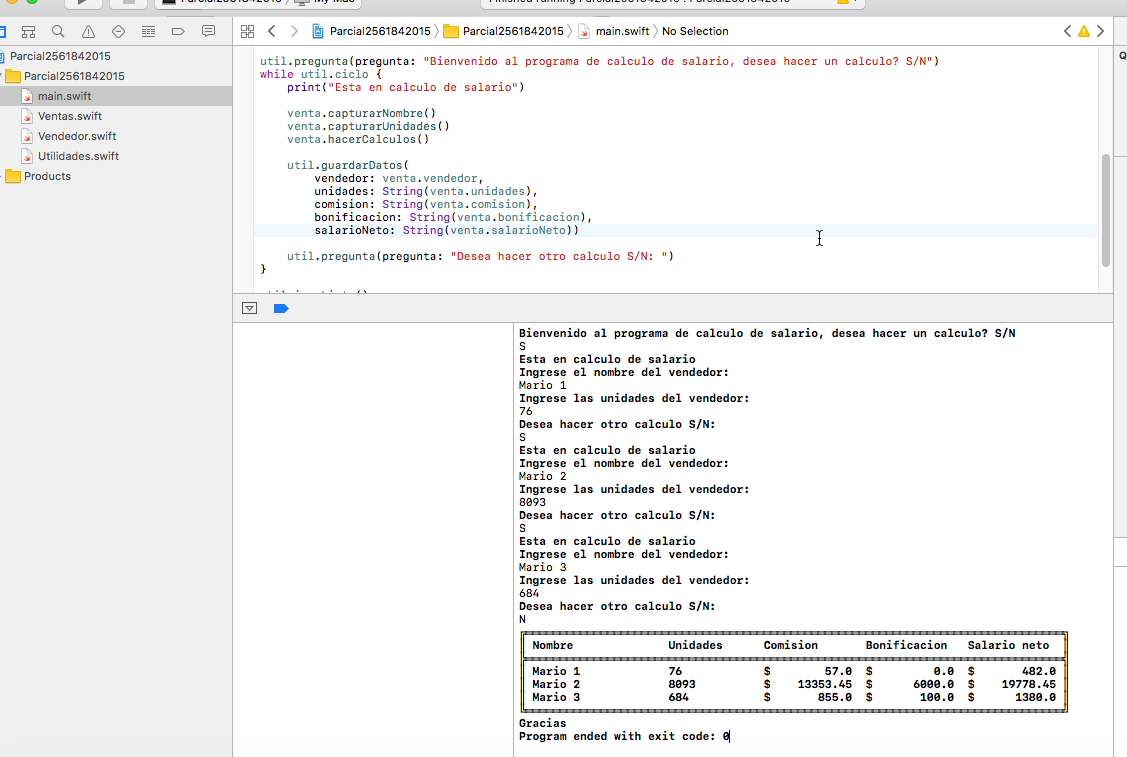 Parcial2561842015
My Mac
Finished running Parcial2561842015 : Parcial2561842015
Parcial2561842015 Parcial2561842015 main.swift No Selection
Parcial2561842015
Parcial2561842015
main.swift
Ventas.swift
Vendedor.swift
Utilidades.swift
Products
util.pregunta(pregunta: "Bienvenido al programa de calculo de salario, desea hacer un calculo? S/N")
while util.ciclo {
print("Esta en calculo de salario")
venta.capturarNombre()
venta.capturarUnidades()
venta.hacerCalculos()
util.guardarDatos(
vendedor: venta.vendedor,
unidades: String(venta.unidades),
comision: String(venta.comision),
bonificacion: String(venta.bonificacion),
salarioNeto: String(venta.salarioNeto))
util.pregunta(pregunta: "Desea hacer otro calculo S/N: ")
}
Bienvenido al programa de calculo de salario, desea hacer un calculo? S/N
S
Esta en calculo de salario
Ingrese el nombre del vendedor:
Mario 1
Ingrese las unidades del vendedor:
76
Desea hacer otro calculo S/N:
S
Esta en calculo de salario
Ingrese el nombre del vendedor:
Mario 2
Ingrese las unidades del vendedor:
8093
Desea hacer otro calculo S/N:
S
Esta en calculo de salario
Ingrese el nombre del vendedor:
Mario 3
Ingrese las unidades del vendedor:
684
Desea hacer otro calculo S/N:
N
Nombre Unidades Comision Bonificacion Salario neto
Mario 1 76 $ 57.0 $ 0.0 $ 482.0
Mario 2 8093 $ 13353.45 $ 6000.0 $ 19778.45
Mario 3 684 $ 855.0 $ 100.0 $ 1380.0
Gracias
Program ended with exit code: 0